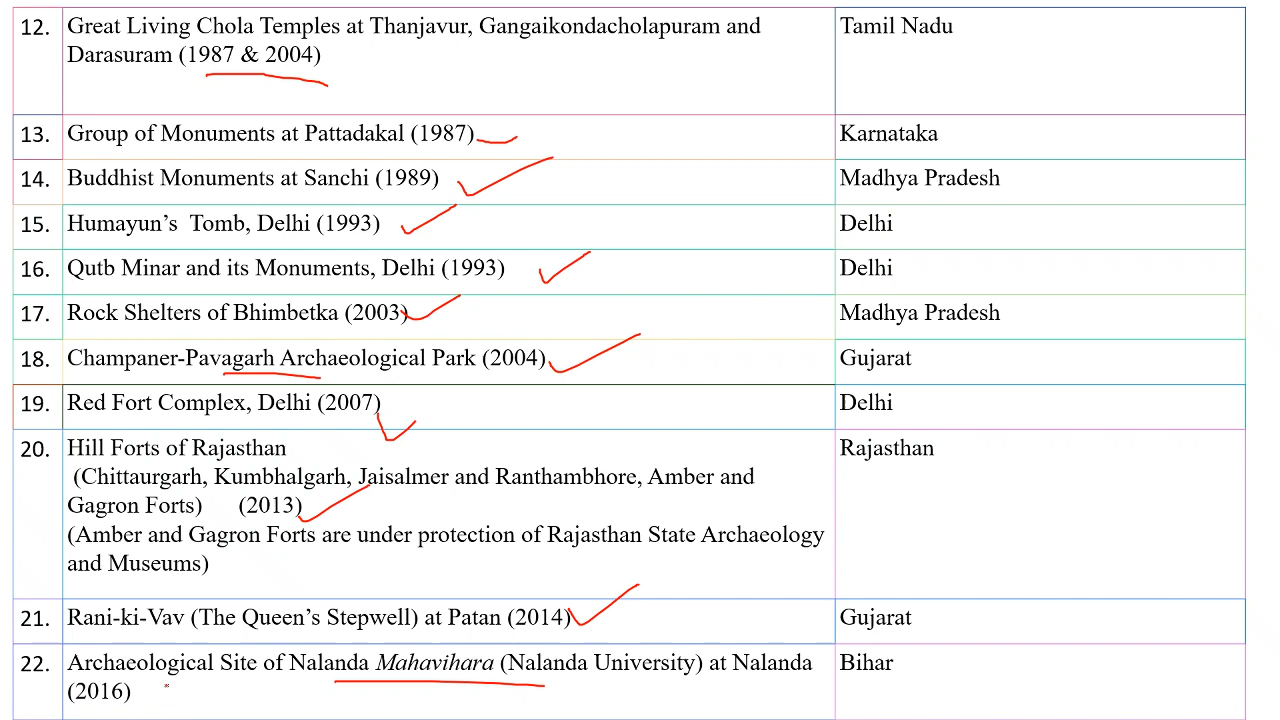 12. Great Living Chola Temples at Thanjavur, Gangaikondacholapuram and Tamil Nadu
Darasuram (1987 & 2004)
13. Group of Monuments at Pattadakal (1987) Karnataka
14. Buddhist Monuments at Sanchi (1989) Madhya Pradesh
15. Humayun’s Tomb, Delhi (1993) Delhi
16. Qutb Minar and its Monuments, Delhi (1993) Delhi
17. Rock Shelters of Bhimbetka (2003) Madhya Pradesh
18. Champaner-Pavagarh Archaeological Park (2004) Gujarat
19. Red Fort Complex, Delhi (2007) Delhi
20. Hill Forts of Rajasthan Rajasthan
(Chittaurgarh, Kumbhalgarh, Jaisalmer and Ranthambhore, Amber and
Gagron Forts) (2013)
(Amber and Gagron Forts are under protection of Rajasthan State Archaeology
and Museums)
21. Rani-ki-Vav (The Queen’s Stepwell) at Patan (2014) Gujarat
22. Archaeological Site of Nalanda Mahavihara (Nalanda University) at Nalanda Bihar
(2016)